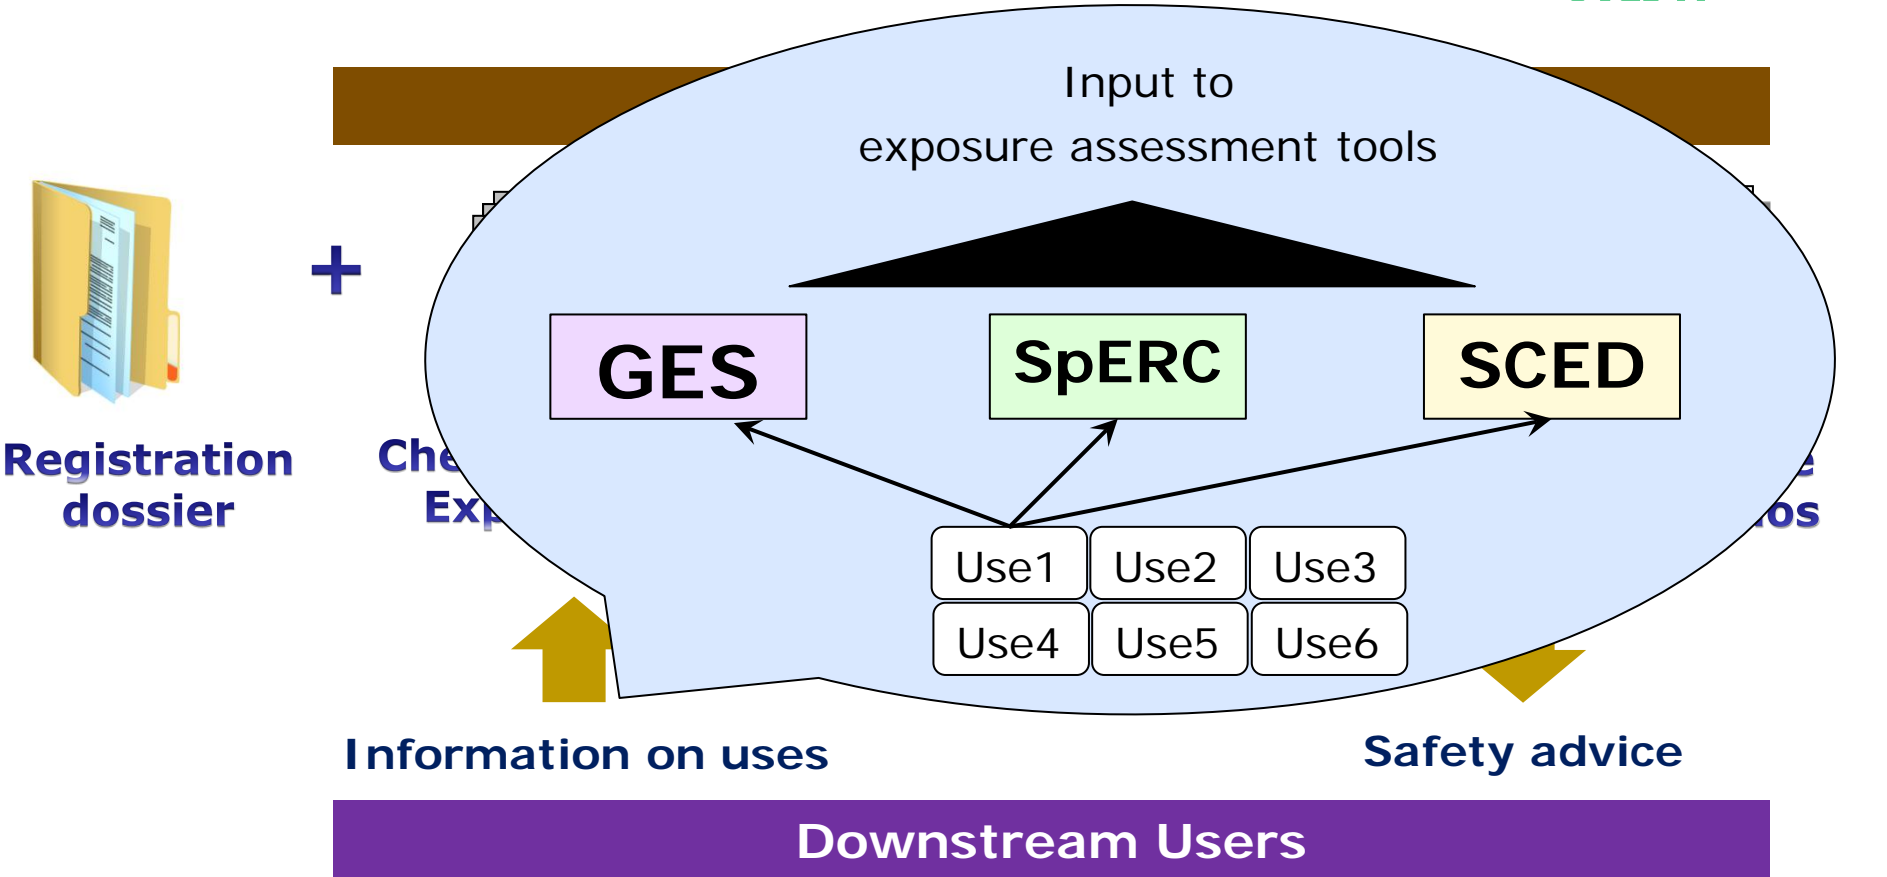 Input to
exposure assessment tools
+
GES
SpERC
SCED
Registration
dossier
Use1
Use2
Use3
Use4
Use5
Use6
Information on uses
Safety advice
Downstream Users